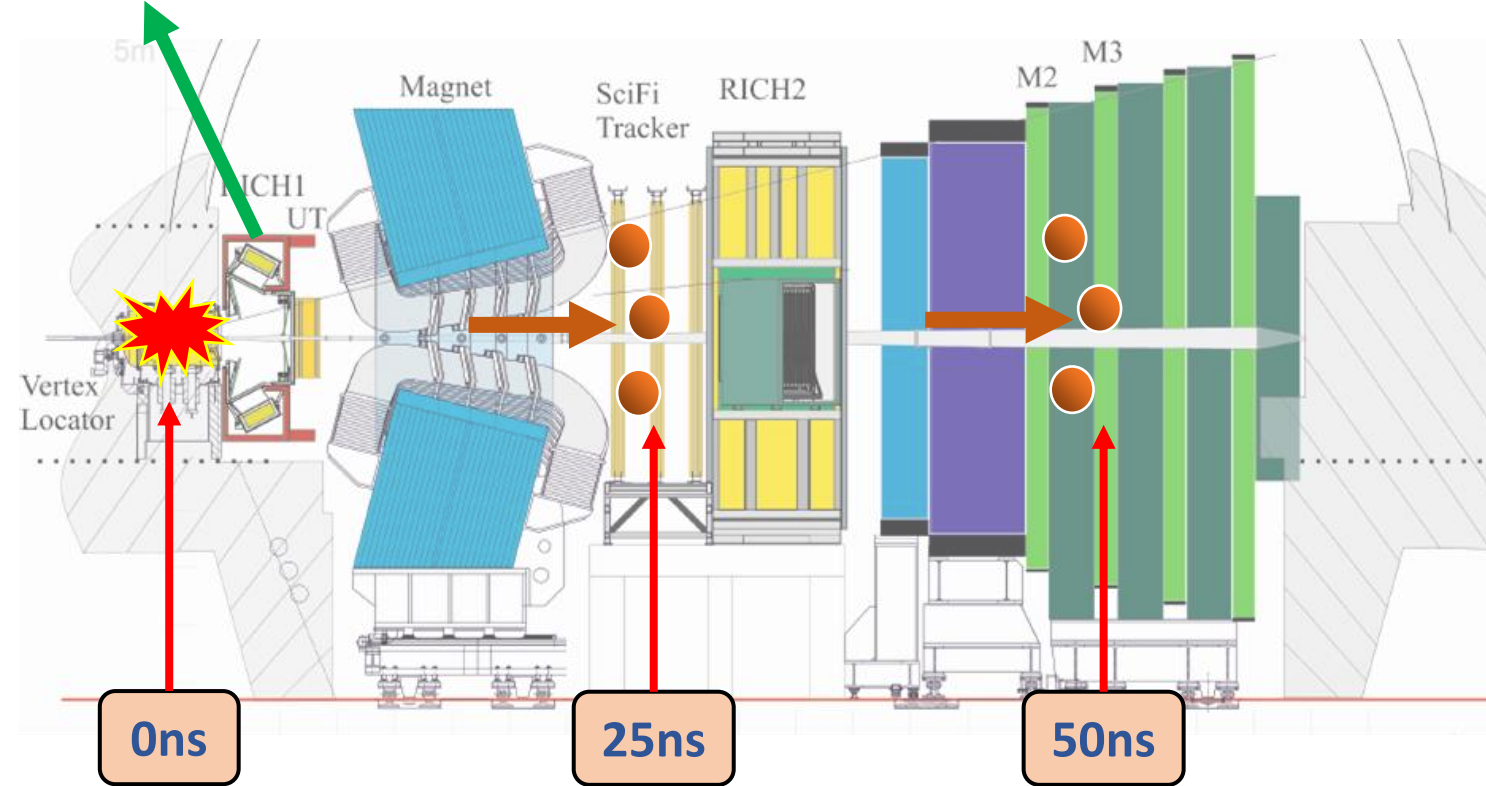 5m
Magnet
SciFi
Tracker
RICH2
M2
M3
RICH1
UT
Vertex
Locator
0ns
25ns
50ns